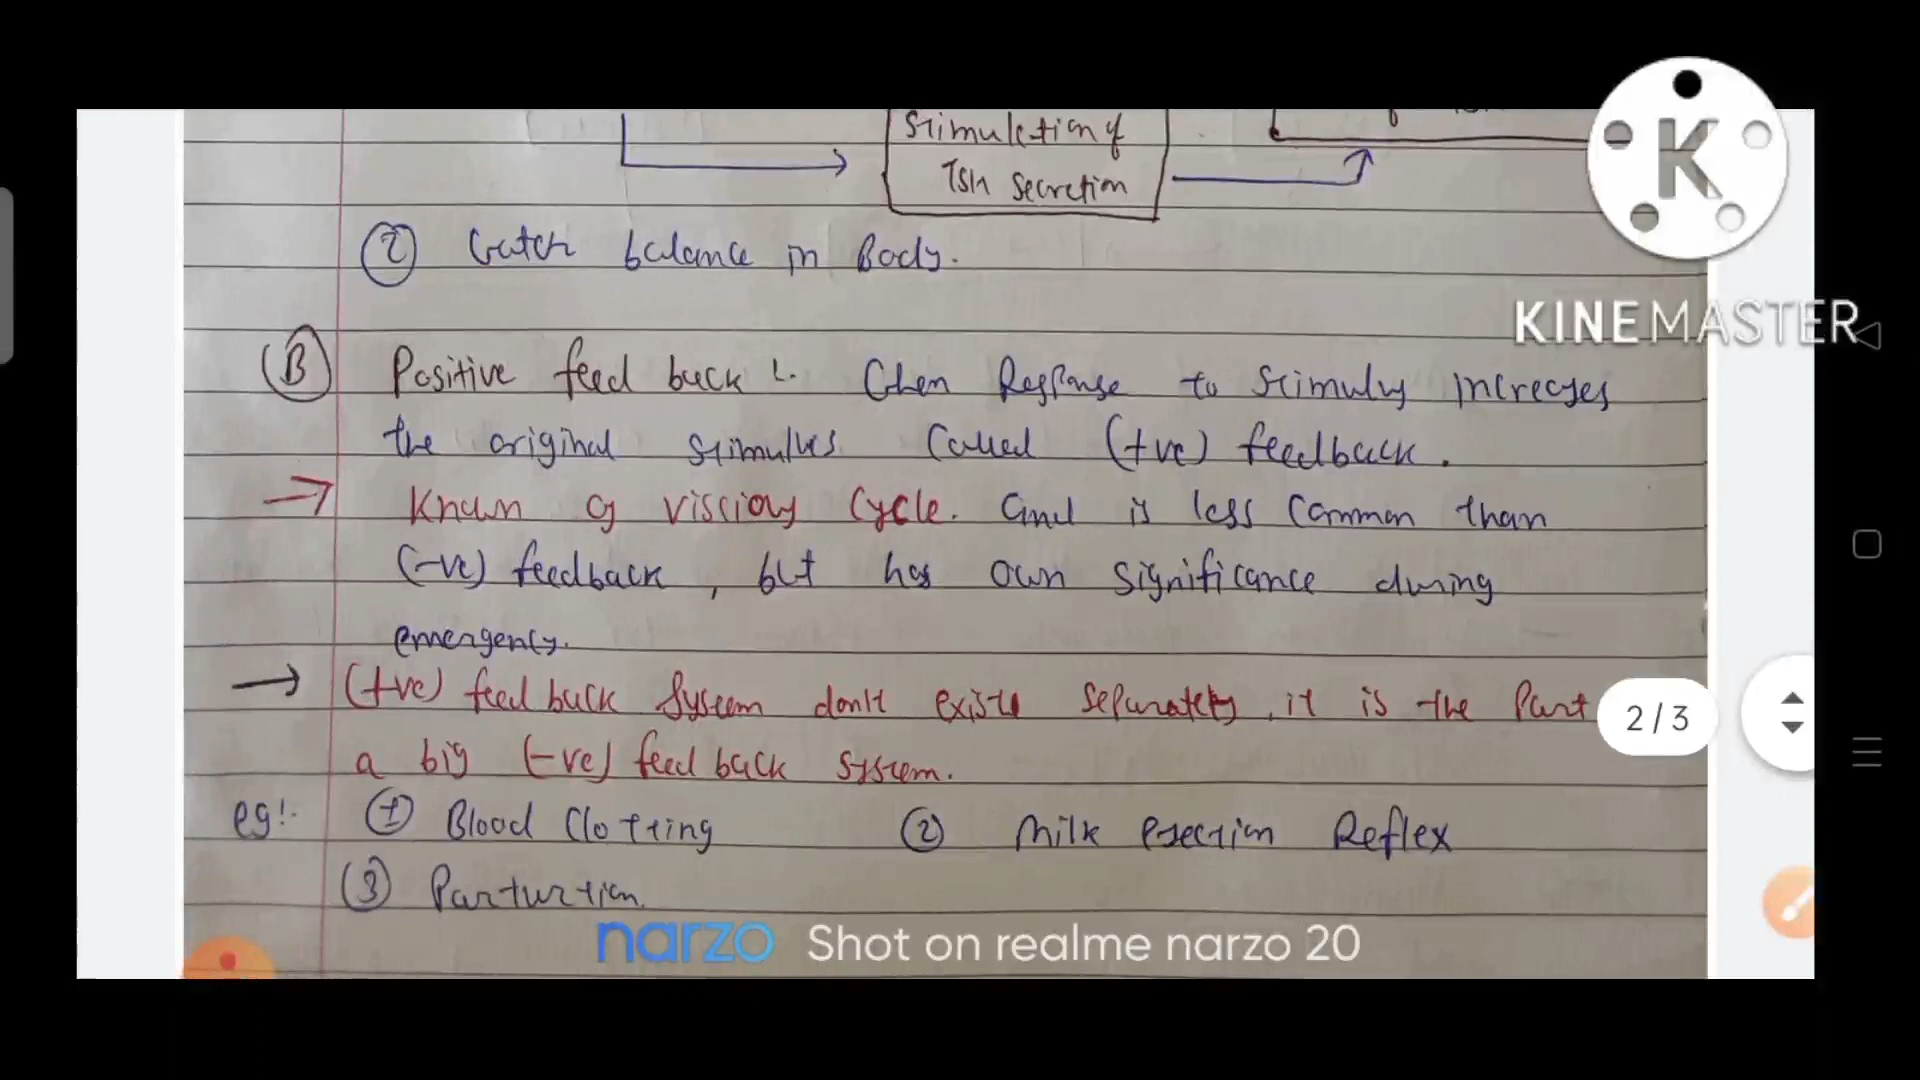 Stimulation of
TSH Secretion
② Water balance in Body.
Ⓑ Positive feed back :- When Response to Stimulus increases
the original stimulus called (+ve) feedback.
→ Known as viscious Cycle. and is less Common than
(-ve) feedback, but has own significance during
emergency.
→ (+ve) feed back System don't exists separately, it is the Part
a big (-ve) feed back system.
eg:- ① Blood Clotting ② Milk Ejection Reflex
③ Parturtion.
K
KINEMASTER
2/3
narzo Shot on realme narzo 20